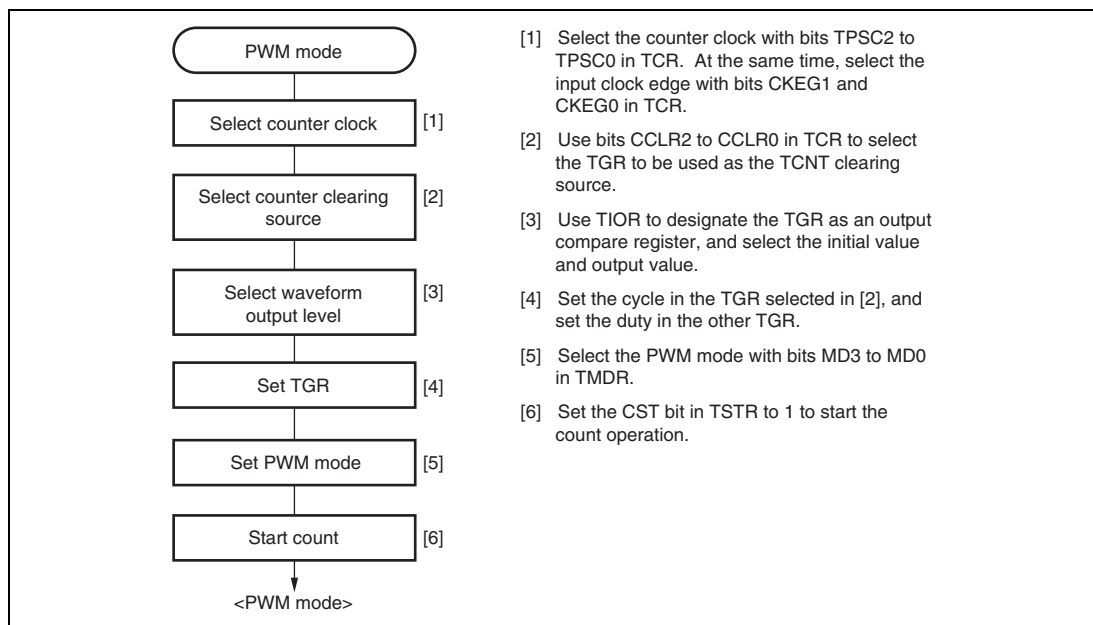 PWM mode
Select counter clock [1]
Select counter clearing
source
[2]
Select waveform
output level
[3]
Set TGR [4]
Set PWM mode [5]
Start count [6]
<PWM mode>
[1] Select the counter clock with bits TPSC2 to
TPSC0 in TCR. At the same time, select the
input clock edge with bits CKEG1 and
CKEG0 in TCR.
[2] Use bits CCLR2 to CCLR0 in TCR to select
the TGR to be used as the TCNT clearing
source.
[3] Use TIOR to designate the TGR as an output
compare register, and select the initial value
and output value.
[4] Set the cycle in the TGR selected in [2], and
set the duty in the other TGR.
[5] Select the PWM mode with bits MD3 to MD0
in TMDR.
[6] Set the CST bit in TSTR to 1 to start the
count operation.